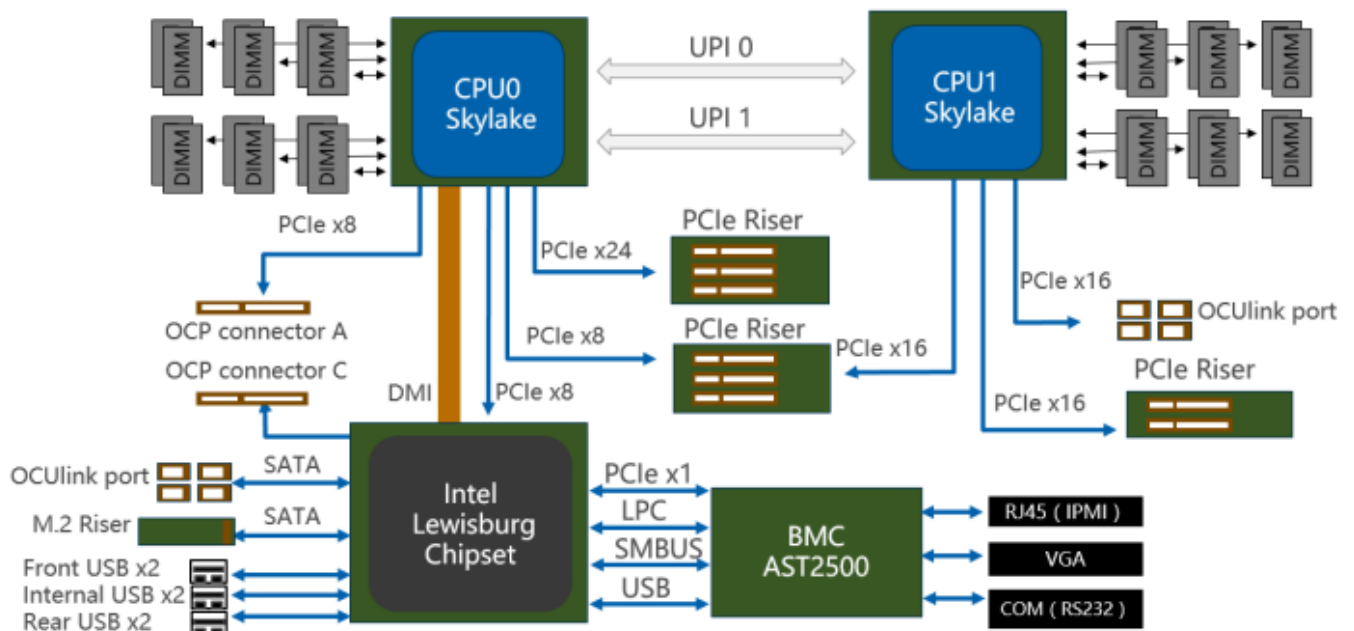 DIMM
DIMM
DIMM
CPU0
Skylake
UPI 0
UPI 1
CPU1
Skylake
DIMM
DIMM
DIMM
DIMM
DIMM
DIMM
DIMM
DIMM
DIMM
PCIe x8
PCIe x24
PCIe Riser
PCIe x16
OCUlink port
OCP connector A
OCP connector C
DMI
PCIe x8
PCIe x8
PCIe Riser
PCIe x16
PCIe x16
PCIe Riser
OCUlink port
SATA
M.2 Riser
SATA
Front USB x2
Internal USB x2
Rear USB x2
Intel
Lewisburg
Chipset
PCIe x1
LPC
SMBUS
USB
BMC
AST2500
RJ45 ( IPMI )
VGA
COM ( RS232 )